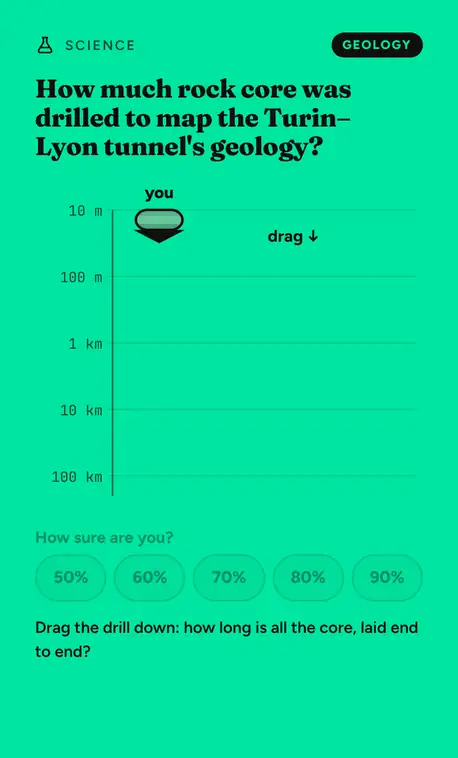 SCIENCE
GEOLOGY
How much rock core was
drilled to map the Turin–
Lyon tunnel's geology?
you
10 m
drag ↓
100 m
1 km
10 km
100 km
How sure are you?
50% 60% 70% 80% 90%
Drag the drill down: how long is all the core, laid end
to end?